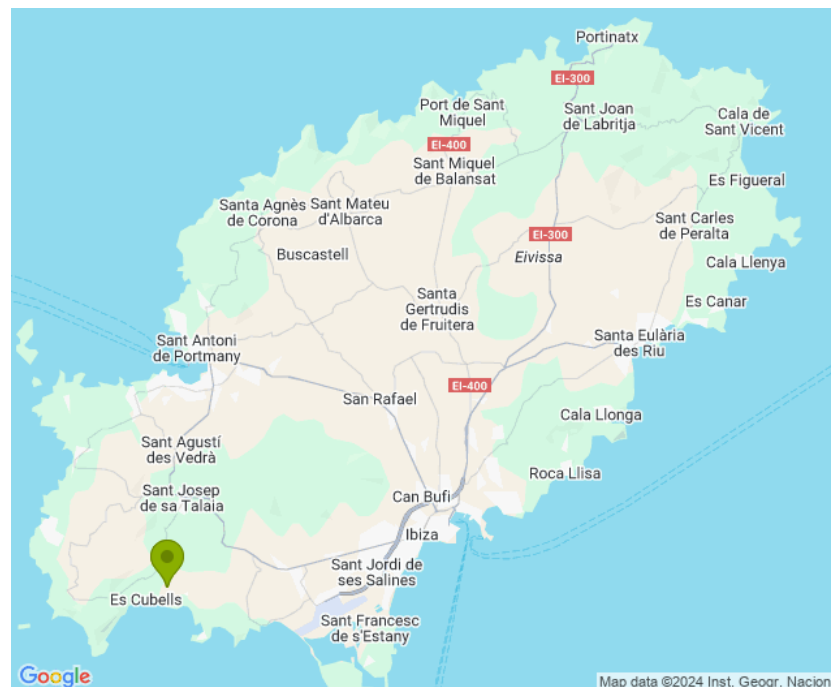 Portinatx
EI-300
Port de Sant
Miquel
Sant Joan
de Labritja
Cala de
Sant Vicent
EI-400
Sant Miquel
de Balansat
Es Figueral
Santa Agnès
de Corona
Sant Mateu
d'Albarca
Sant Carles
de Peralta
EI-300
Buscastell
Eivissa
Cala Llenya
Santa
Gertrudis
de Fruitera
Es Canar
Sant Antoni
de Portmany
Santa Eulària
des Riu
EI-400
San Rafael
Cala Llonga
Sant Agustí
des Vedrà
Roca Llisa
Sant Josep
de sa Talaia
Can Bufi
Ibiza
Sant Jordi de
ses Salines
Es Cubells
Sant Francesc
de s'Estany
Google
Map data ©2024 Inst. Geogr. Nacion